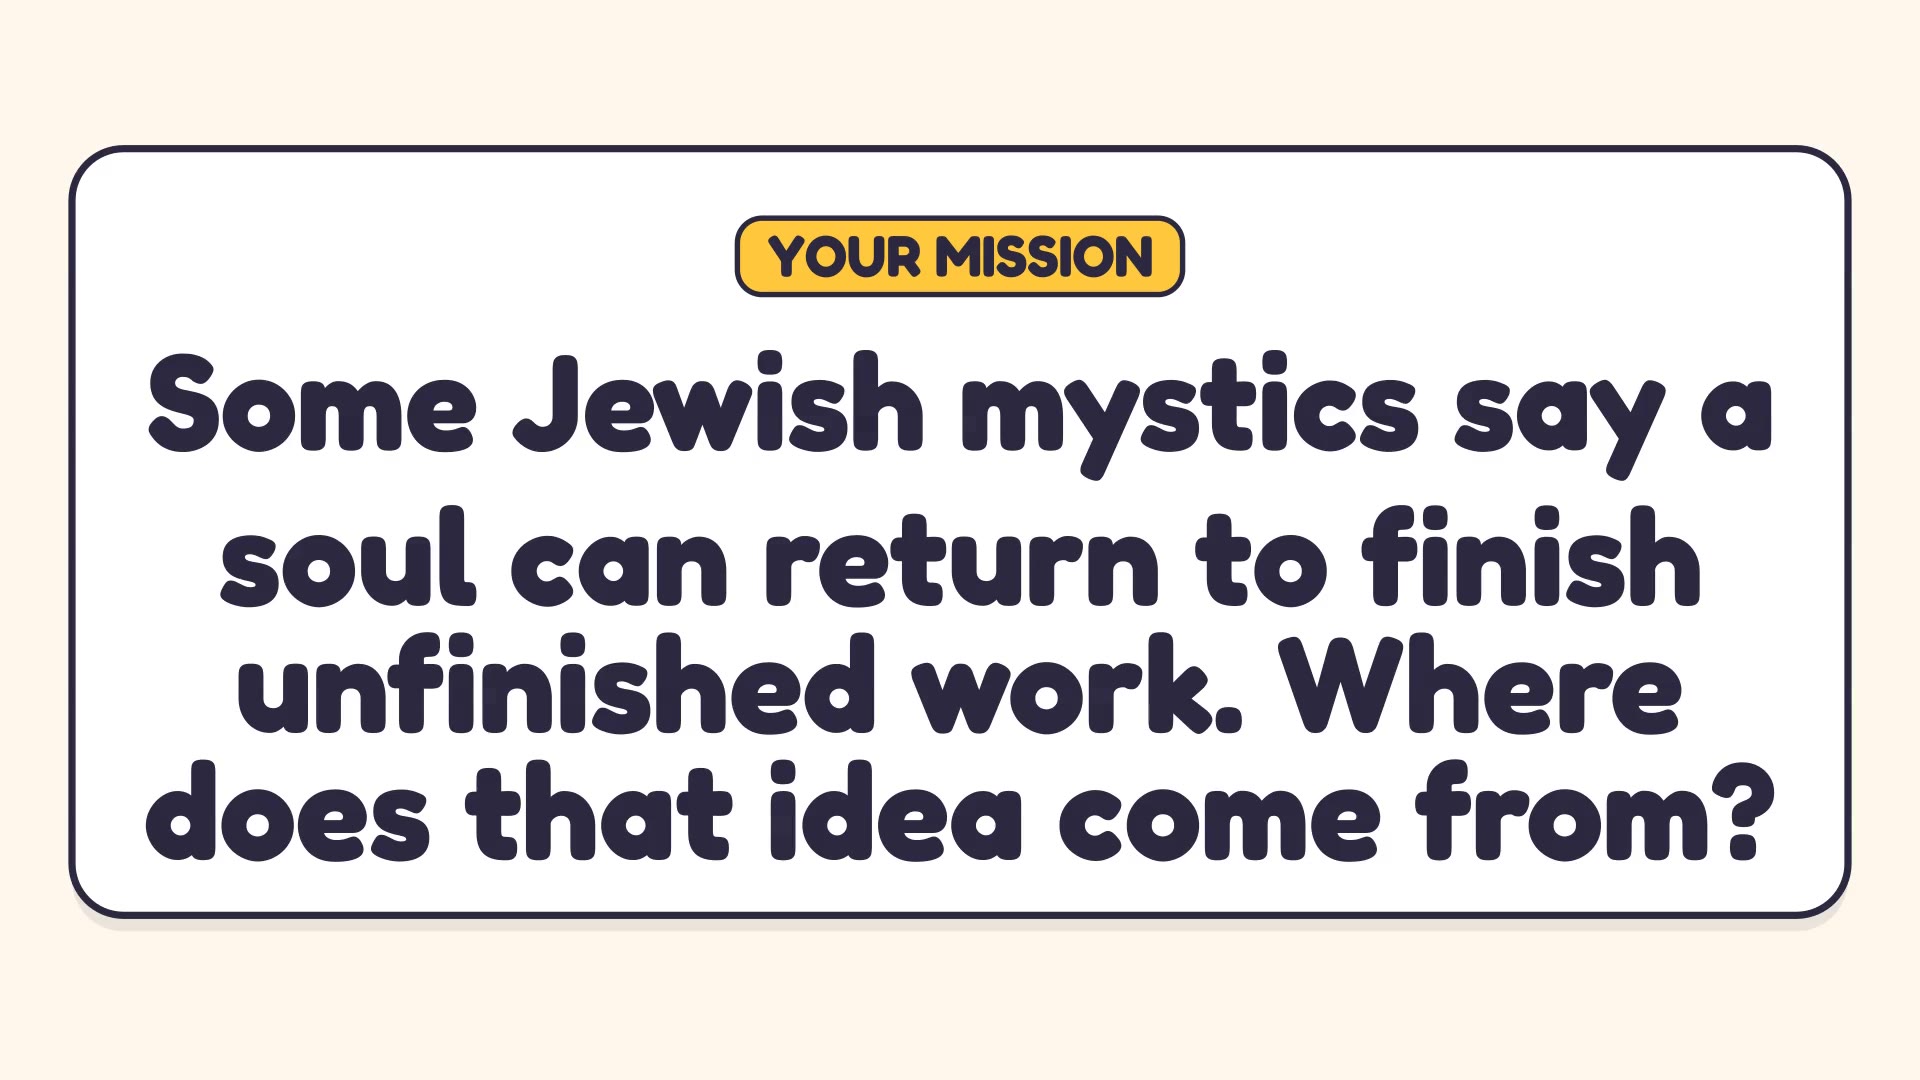 YOUR MISSION
Some Jewish mystics say a
soul can return to finish
unfinished work. Where
does that idea come from?